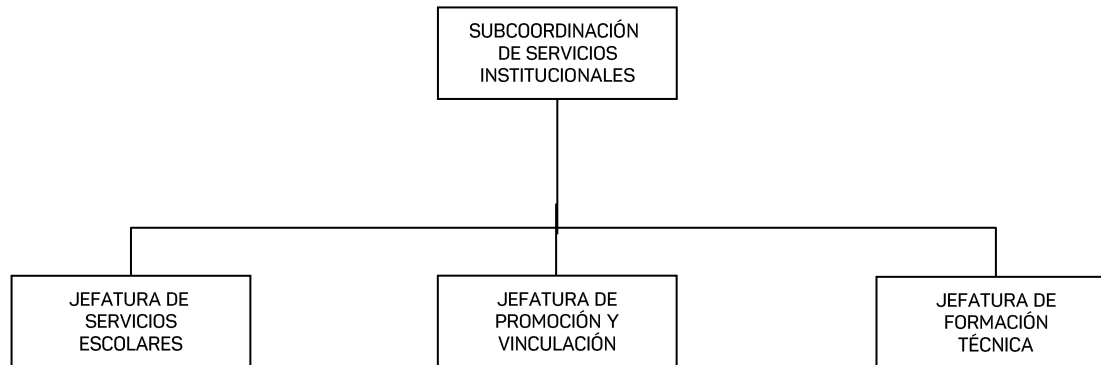 SUBCOORDINACIÓN
DE SERVICIOS
INSTITUCIONALES
JEFATURA DE
SERVICIOS
ESCOLARES
JEFATURA DE
PROMOCIÓN Y
VINCULACIÓN
JEFATURA DE
FORMACIÓN
TÉCNICA